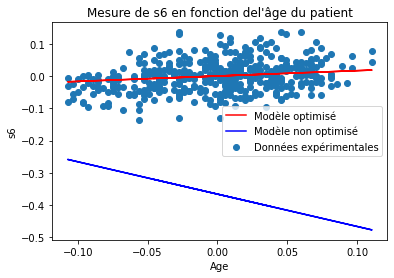 Mesure de s6 en fonction del'âge du patient
0.1
0.0
−0.1
−0.2
−0.3
−0.4
−0.5
s6
Modèle optimisé
Modèle non optimisé
Données expérimentales
−0.10
−0.05
0.00
0.05
0.10
Age